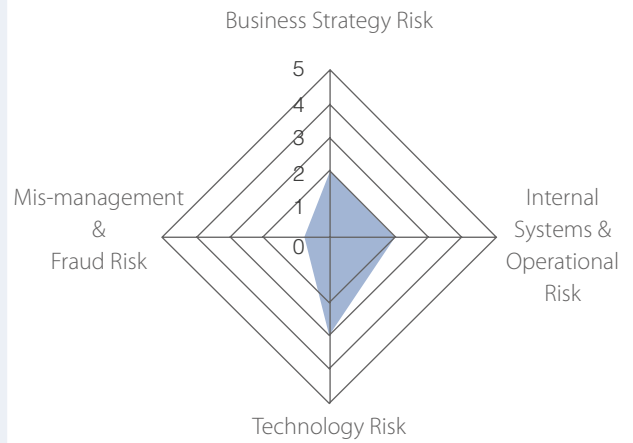 Business Strategy Risk
5
4
3
2
1
0
Mis-management
&
Fraud Risk
Internal
Systems &
Operational
Risk
Technology Risk